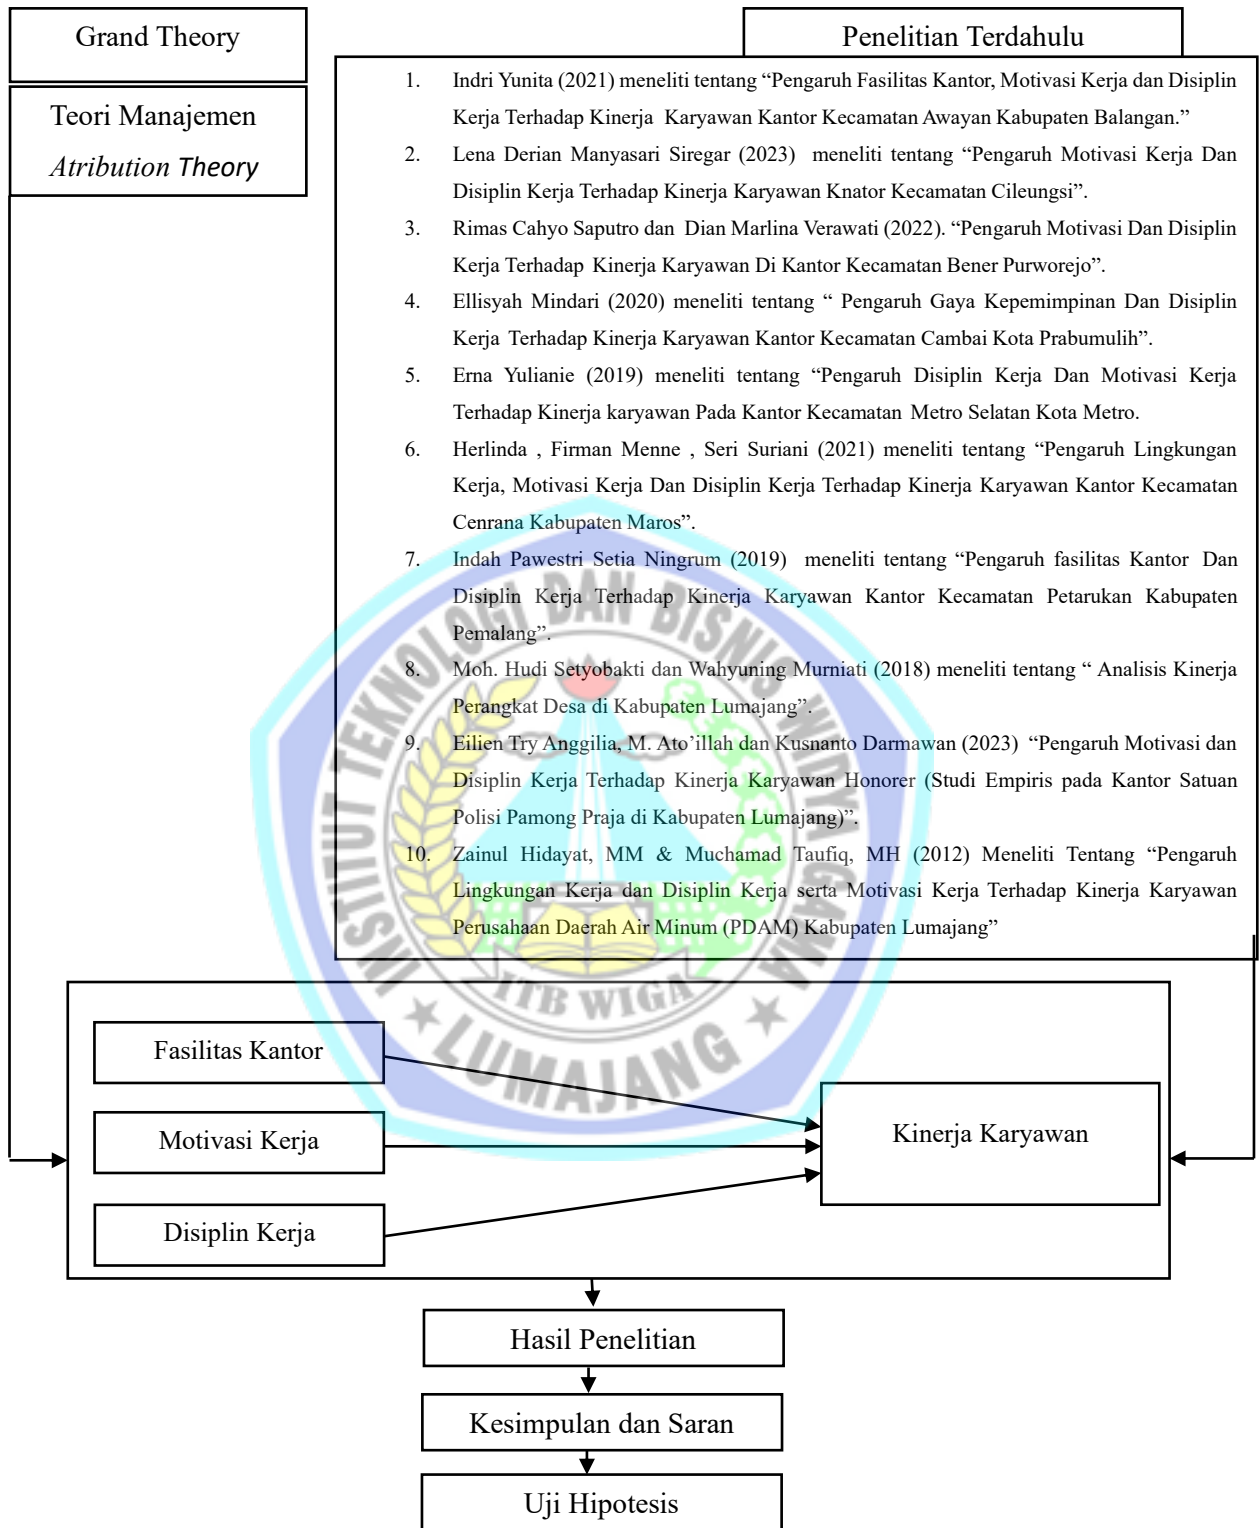 Grand Theory
Teori Manajemen
Atribution Theory
Penelitian Terdahulu
1. Indri Yunita (2021) meneliti tentang “Pengaruh Fasilitas Kantor, Motivasi Kerja dan Disiplin
Kerja Terhadap Kinerja Karyawan Kantor Kecamatan Awayan Kabupaten Balangan.”
2. Lena Derian Manyasari Siregar (2023) meneliti tentang “Pengaruh Motivasi Kerja Dan
Disiplin Kerja Terhadap Kinerja Karyawan Knator Kecamatan Cileungsi”.
3. Rimas Cahyo Saputro dan Dian Marlina Verawati (2022). “Pengaruh Motivasi Dan Disiplin
Kerja Terhadap Kinerja Karyawan Di Kantor Kecamatan Bener Purworejo”.
4. Ellisyah Mindari (2020) meneliti tentang “ Pengaruh Gaya Kepemimpinan Dan Disiplin
Kerja Terhadap Kinerja Karyawan Kantor Kecamatan Cambai Kota Prabumulih”.
5. Erna Yulianie (2019) meneliti tentang “Pengaruh Disiplin Kerja Dan Motivasi Kerja
Terhadap Kinerja karyawan Pada Kantor Kecamatan Metro Selatan Kota Metro.
6. Herlinda , Firman Menne , Seri Suriani (2021) meneliti tentang “Pengaruh Lingkungan
Kerja, Motivasi Kerja Dan Disiplin Kerja Terhadap Kinerja Karyawan Kantor Kecamatan
Cenrana Kabupaten Maros”.
7. Indah Pawestri Setia Ningrum (2019) meneliti tentang “Pengaruh fasilitas Kantor Dan
Disiplin Kerja Terhadap Kinerja Karyawan Kantor Kecamatan Petarukan Kabupaten
Pemalang”.
8. Moh. Hudi Setyobakti dan Wahyuning Murniati (2018) meneliti tentang “ Analisis Kinerja
Perangkat Desa di Kabupaten Lumajang”.
9. Eilien Try Anggilia, M. Ato’illah dan Kusnanto Darmawan (2023) “Pengaruh Motivasi dan
Disiplin Kerja Terhadap Kinerja Karyawan Honorer (Studi Empiris pada Kantor Satuan
Polisi Pamong Praja di Kabupaten Lumajang)”.
10. Zainul Hidayat, MM & Muchamad Taufiq, MH (2012) Meneliti Tentang “Pengaruh
Lingkungan Kerja dan Disiplin Kerja serta Motivasi Kerja Terhadap Kinerja Karyawan
Perusahaan Daerah Air Minum (PDAM) Kabupaten Lumajang”
INSTITUT TEKNOLOGI DAN BISNIS WIDYA GAMA
ITB WIGA
LUMAJANG
Fasilitas Kantor
Motivasi Kerja
Disiplin Kerja
Kinerja Karyawan
Hasil Penelitian
Kesimpulan dan Saran
Uji Hipotesis